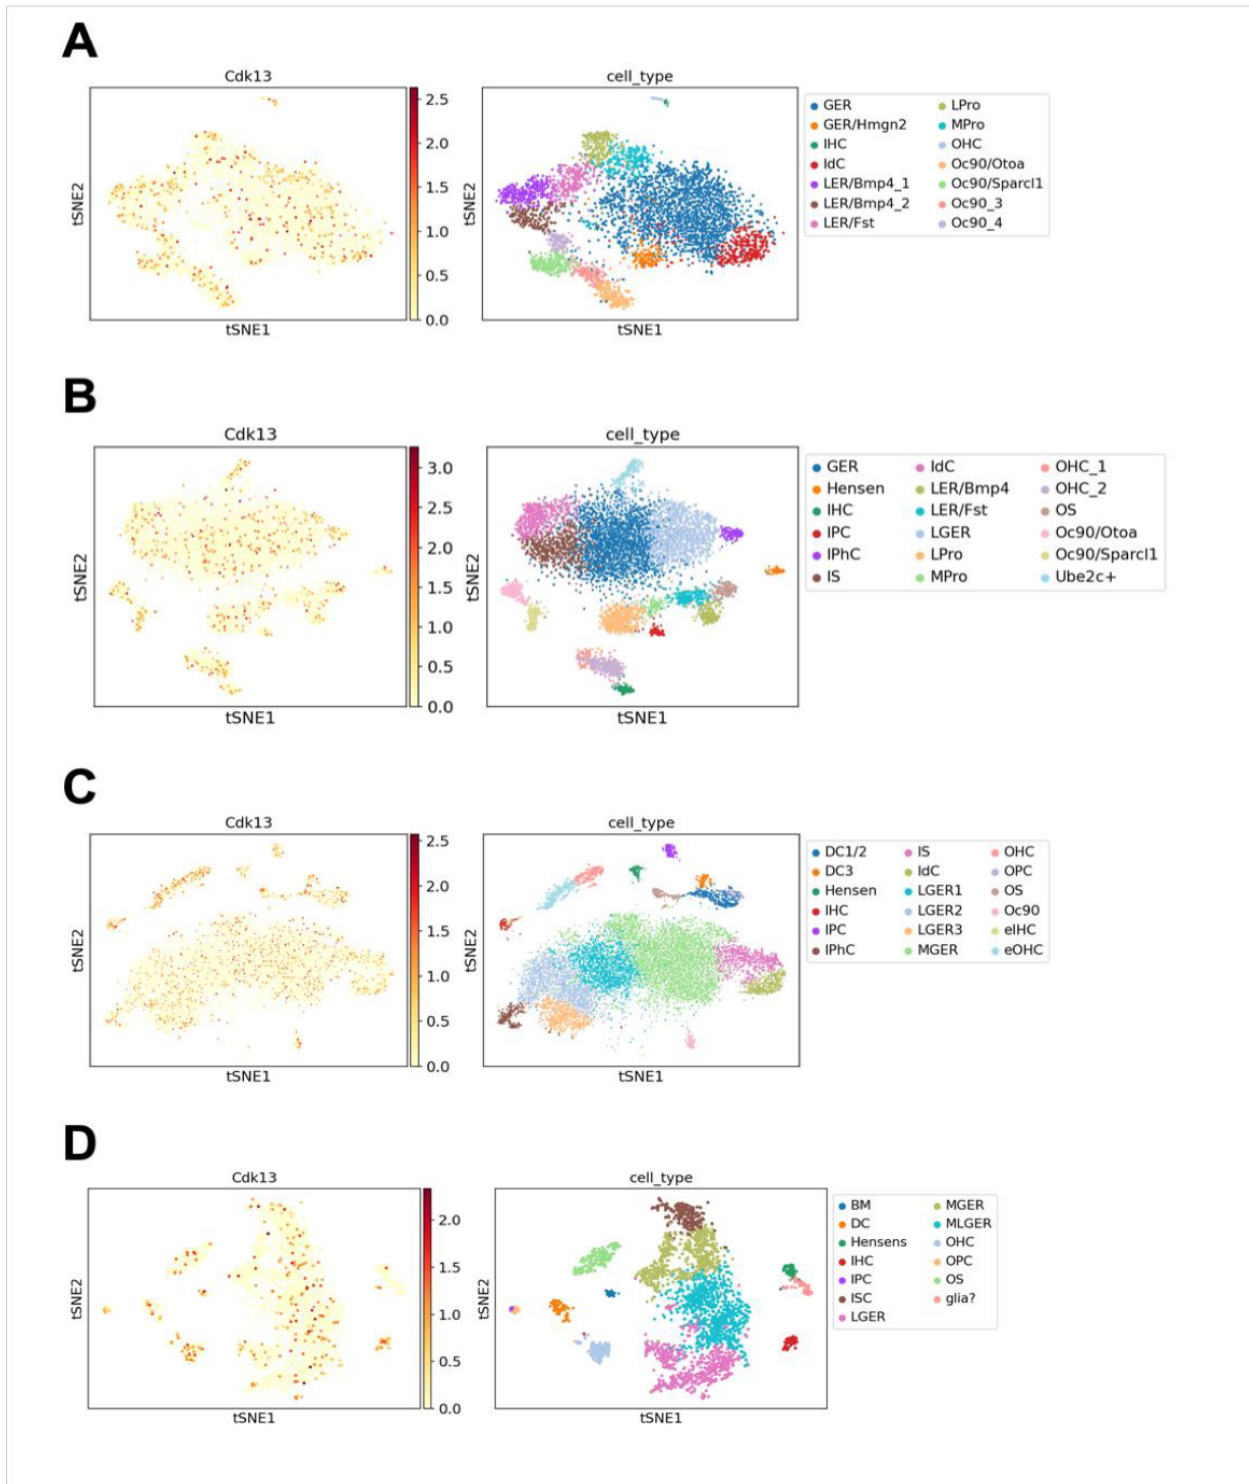 A
Cdk13
tSNE2
2.5
2.0
1.5
1.0
0.5
0.0
tSNE1
cell_type
tSNE2
tSNE1
GER
GER/Hmgn2
IHC
IdC
LER/Bmp4_1
LER/Bmp4_2
LER/Fst
LPro
MPro
OHC
Oc90/Otoa
Oc90/Sparcl1
Oc90_3
Oc90_4
B
Cdk13
tSNE2
3.0
2.5
2.0
1.5
1.0
0.5
0.0
tSNE1
cell_type
tSNE2
tSNE1
GER
Hensen
IHC
IPC
IPhC
IS
IdC
LER/Bmp4
LER/Fst
LGER
LPro
MPro
OHC_1
OHC_2
OS
Oc90/Otoa
Oc90/Sparcl1
Ube2c+
C
Cdk13
tSNE2
2.5
2.0
1.5
1.0
0.5
0.0
tSNE1
cell_type
tSNE2
tSNE1
DC1/2
DC3
Hensen
IHC
IPC
IPhC
IS
IdC
LGER1
LGER2
LGER3
MGER
OHC
OPC
OS
Oc90
eIHC
eOHC
D
Cdk13
tSNE2
2.0
1.5
1.0
0.5
0.0
tSNE1
cell_type
tSNE2
tSNE1
BM
DC
Hensens
IHC
IPC
ISC
LGER
MGER
MLGER
OHC
OPC
OS
glia?